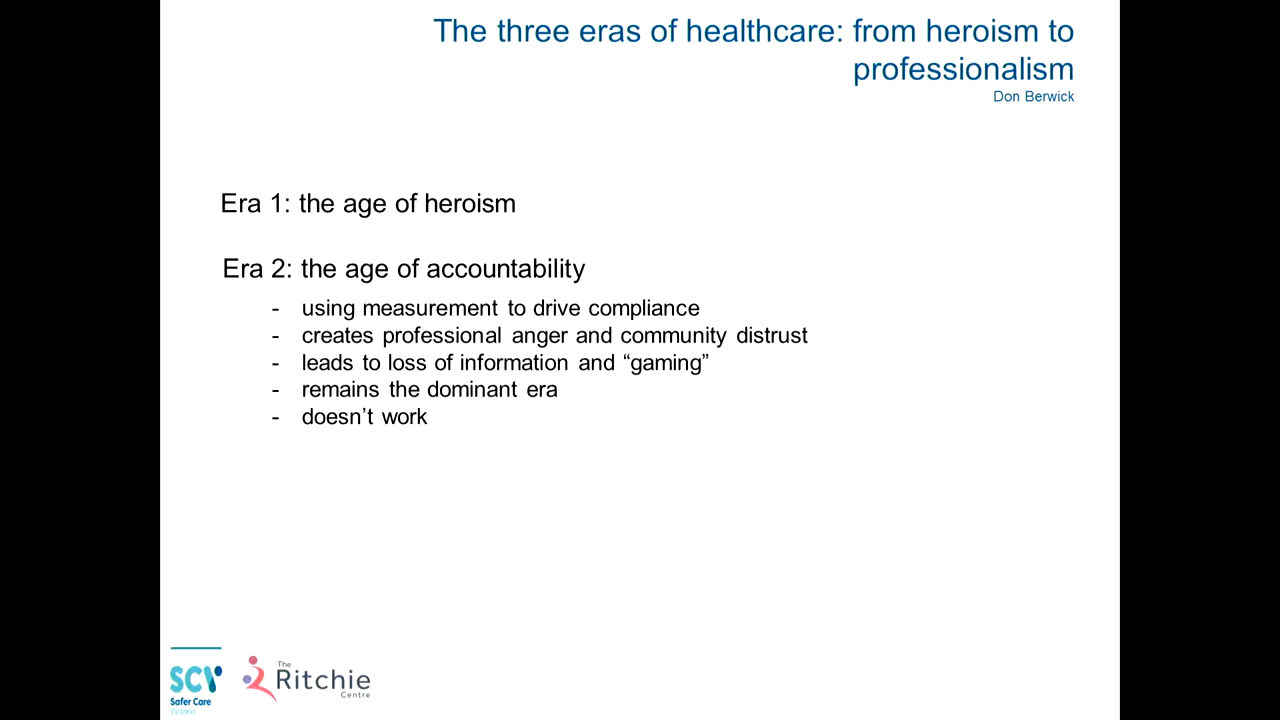 The three eras of healthcare: from heroism to
professionalism
Don Berwick
Era 1: the age of heroism
Era 2: the age of accountability
- using measurement to drive compliance
- creates professional anger and community distrust
- leads to loss of information and “gaming”
- remains the dominant era
- doesn’t work
SCV
Safer Care
Victoria
The
Ritchie
Centre